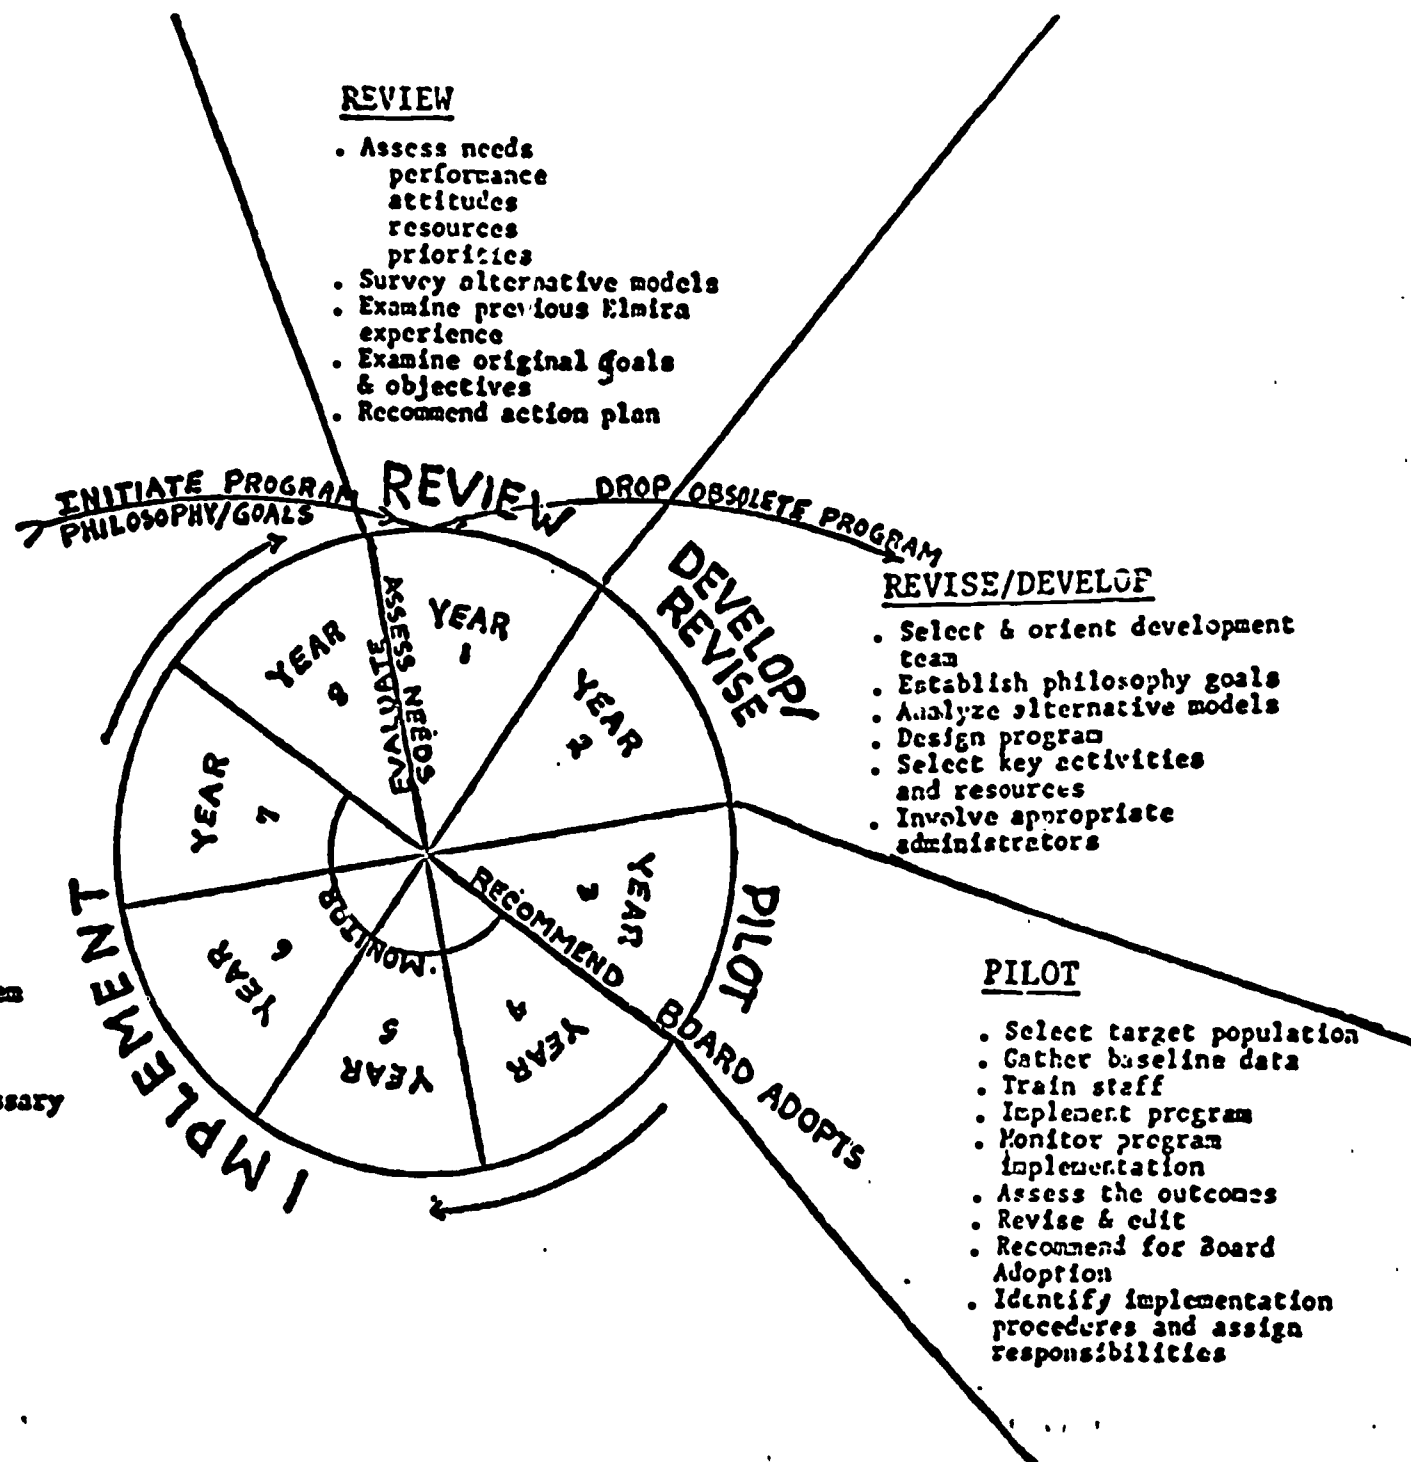 REVIEW
. Assess needs
performance
attitudes
resources
priorities
. Survey alternative models
. Examine previous Elmira
experience
. Examine original goals
& objectives
. Recommend action plan
INITIATE PROGRAM
PHILOSOPHY/GOALS
REVIEW
DROP OBSOLETE PROGRAM
DEVELOP/
REVISE
PILOT
IMPLEMENT
ASSESS NEEDS
EVALUATE
YEAR
1
YEAR
2
YEAR
3
YEAR
4
YEAR
5
YEAR
6
YEAR
7
YEAR
8
MONITOR
RECOMMEND
BOARD ADOPTS
REVISE/DEVELOP
. Select & orient development
team
. Establish philosophy goals
. Analyze alternative models
. Design program
. Select key activities
and resources
. Involve appropriate
administrators
PILOT
. Select target population
. Gather baseline data
. Train staff
. Implement program
. Monitor program
implementation
. Assess the outcomes
. Revise & edit
. Recommend for Board
Adoption
. Identify implementation
procedures and assign
responsibilities